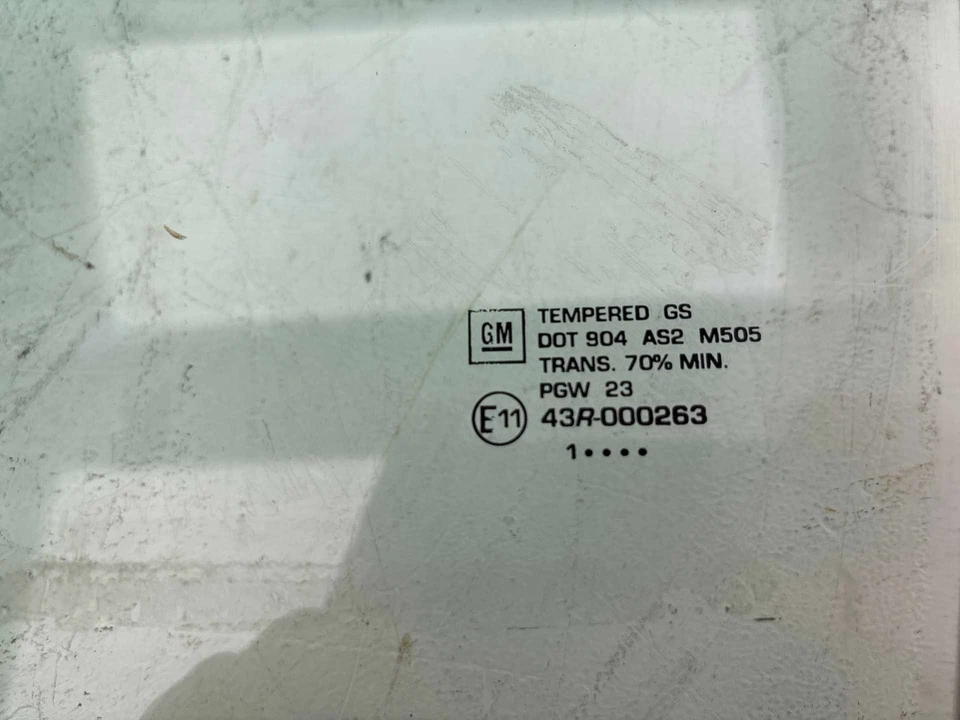 GM
TEMPERED GS
DOT 904 AS2 M505
TRANS. 70% MIN.
PGW 23
E11 43R-000263
1••••